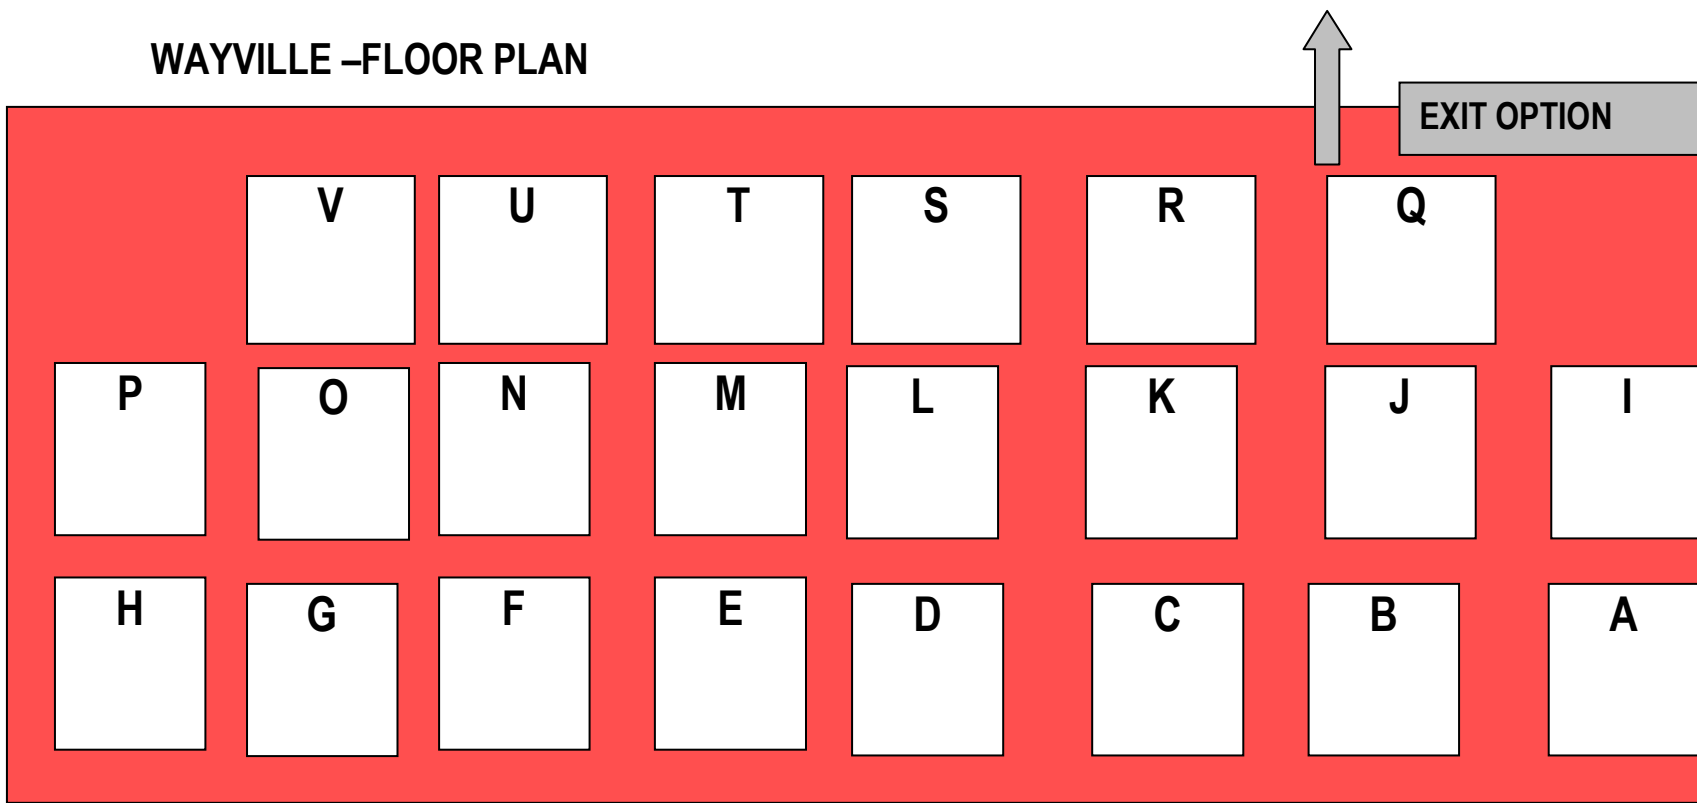 WAYVILLE –FLOOR PLAN
EXIT OPTION
V U T S R Q
P O N M L K J I
H G F E D C B A